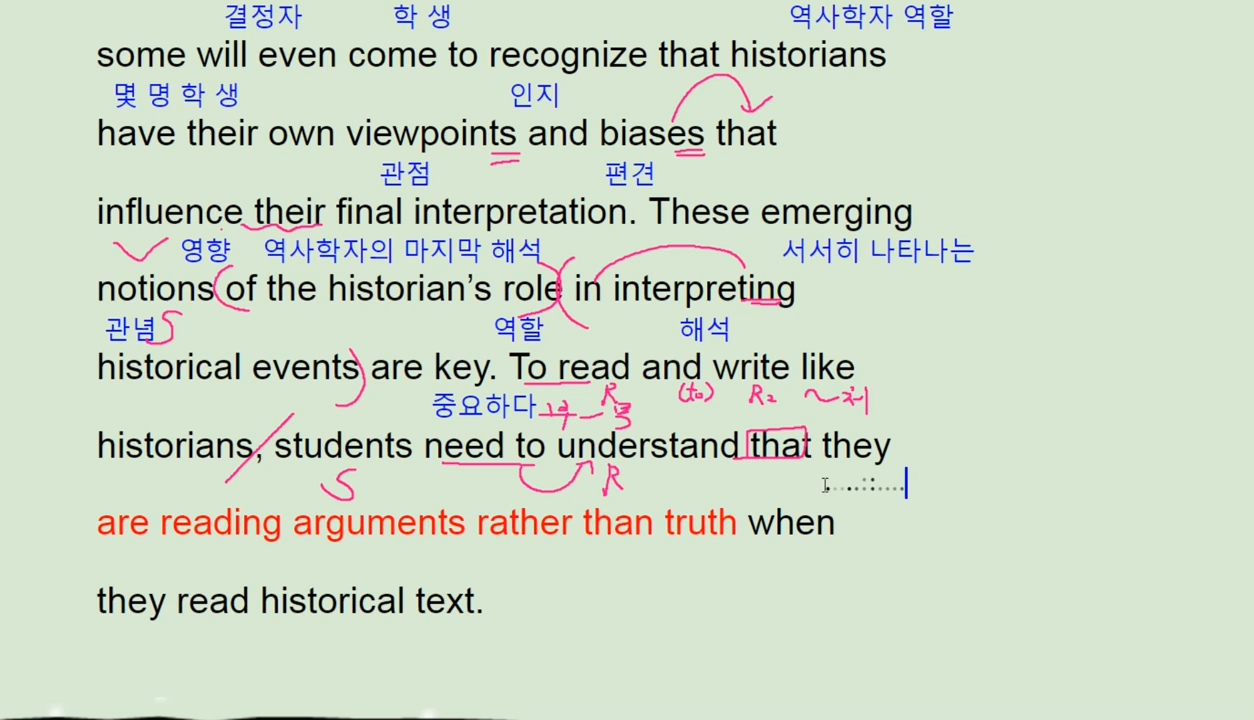 결정자 학 생 역사학자 역할
some will even come to recognize that historians
몇 명 학 생 인지
have their own viewpoints and biases that
관점 편견
influence their final interpretation. These emerging
영향 역사학자의 마지막 해석 서서히 나타나는
notions of the historian's role in interpreting
관념 S 역할 해석
historical events are key. To read and write like
중요하다 R (to) R2 ~처
historians, students need to understand that they
S R
are reading arguments rather than truth when
they read historical text.